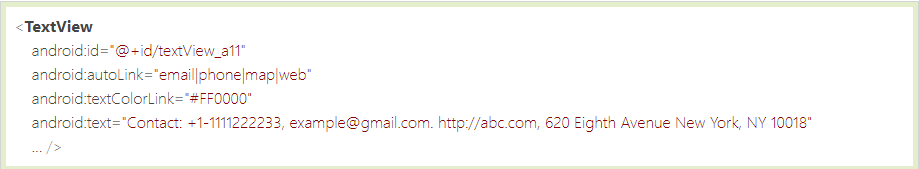 <TextView
android:id="@+id/textView_a11"
android:autoLink="email|phone|map|web"
android:textColorLink="#FF0000"
android:text="Contact: +1-1111222233, example@gmail.com. http://abc.com, 620 Eighth Avenue New York, NY 10018"
... />